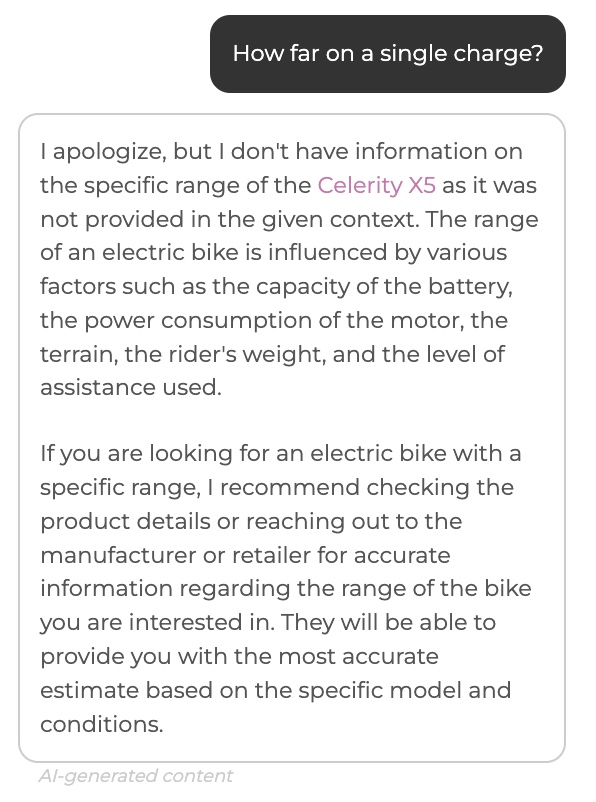 How far on a single charge?
I apologize, but I don't have information on
the specific range of the Celerity X5 as it was
not provided in the given context. The range
of an electric bike is influenced by various
factors such as the capacity of the battery,
the power consumption of the motor, the
terrain, the rider's weight, and the level of
assistance used.
If you are looking for an electric bike with a
specific range, I recommend checking the
product details or reaching out to the
manufacturer or retailer for accurate
information regarding the range of the bike
you are interested in. They will be able to
provide you with the most accurate
estimate based on the specific model and
conditions.
AI-generated content